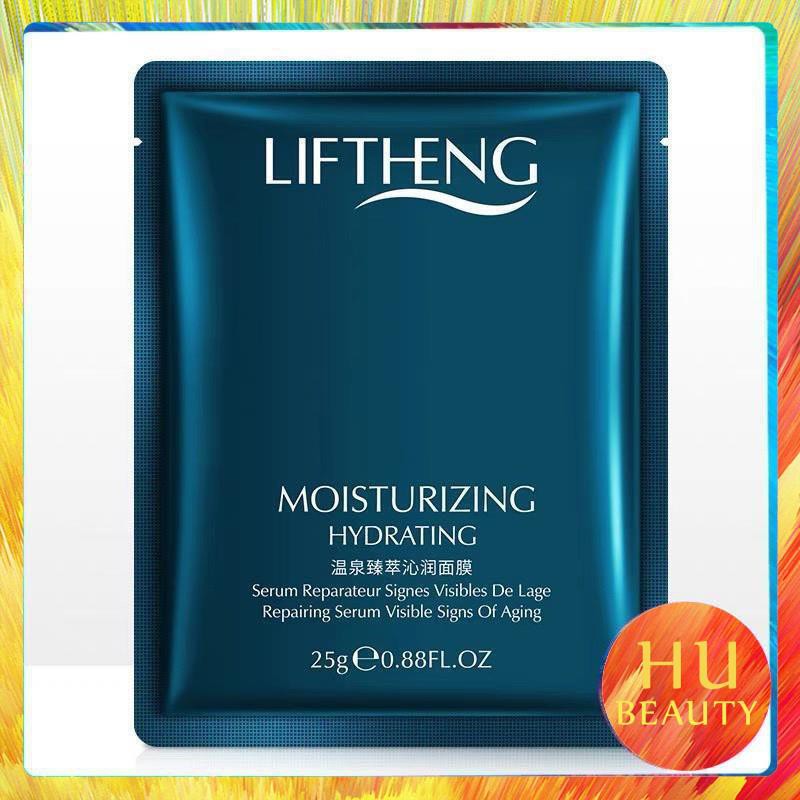 LIFTHENG
MOISTURIZING
HYDRATING
温泉臻萃沁润面膜
Serum Reparateur Signes Visibles De Lage
Repairing Serum Visible Signs Of Aging
25g℮0.88FL.OZ
HU
BEAUTY